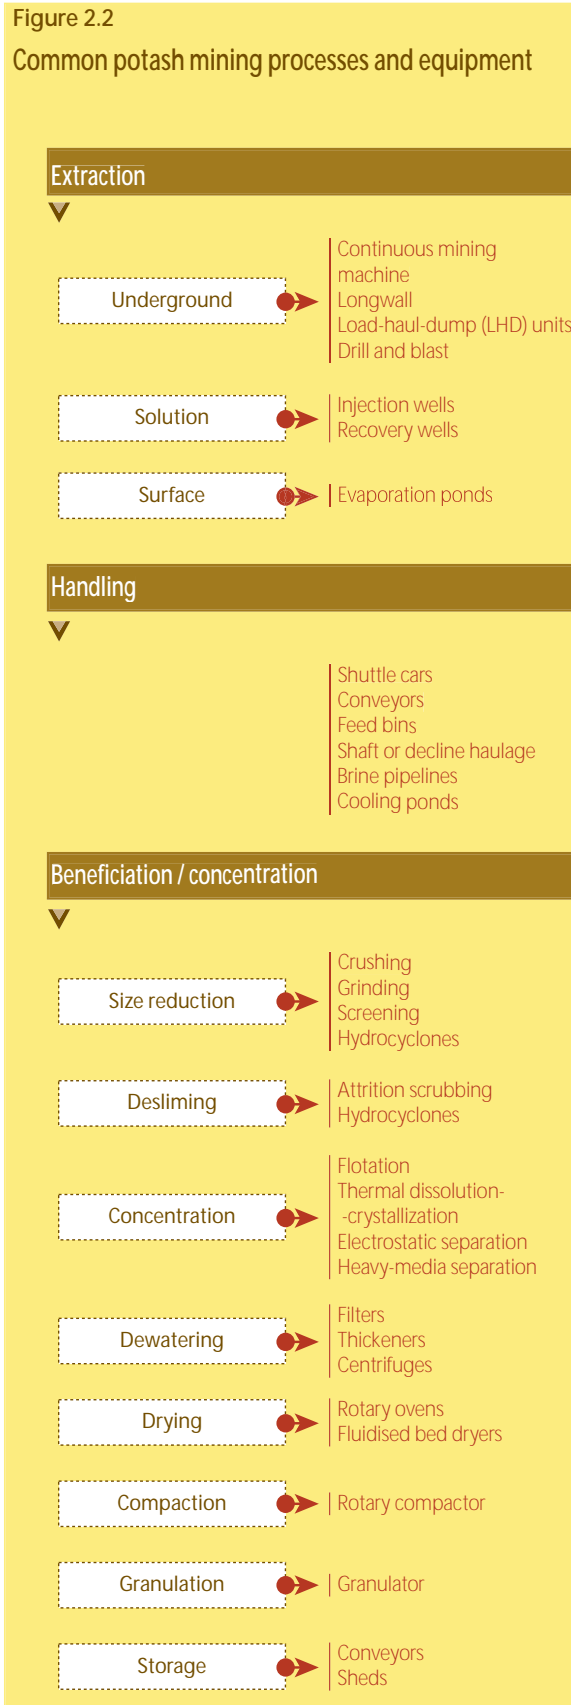 Figure 2.2
Common potash mining processes and equipment
Extraction
Underground
Continuous mining
machine
Longwall
Load-haul-dump (LHD) units
Drill and blast
Solution
Injection wells
Recovery wells
Surface
Evaporation ponds
Handling
Shuttle cars
Conveyors
Feed bins
Shaft or decline haulage
Brine pipelines
Cooling ponds
Beneficiation / concentration
Size reduction
Crushing
Grinding
Screening
Hydrocyclones
Desliming
Attrition scrubbing
Hydrocyclones
Concentration
Flotation
Thermal dissolution-
-crystallization
Electrostatic separation
Heavy-media separation
Dewatering
Filters
Thickeners
Centrifuges
Drying
Rotary ovens
Fluidised bed dryers
Compaction
Rotary compactor
Granulation
Granulator
Storage
Conveyors
Sheds